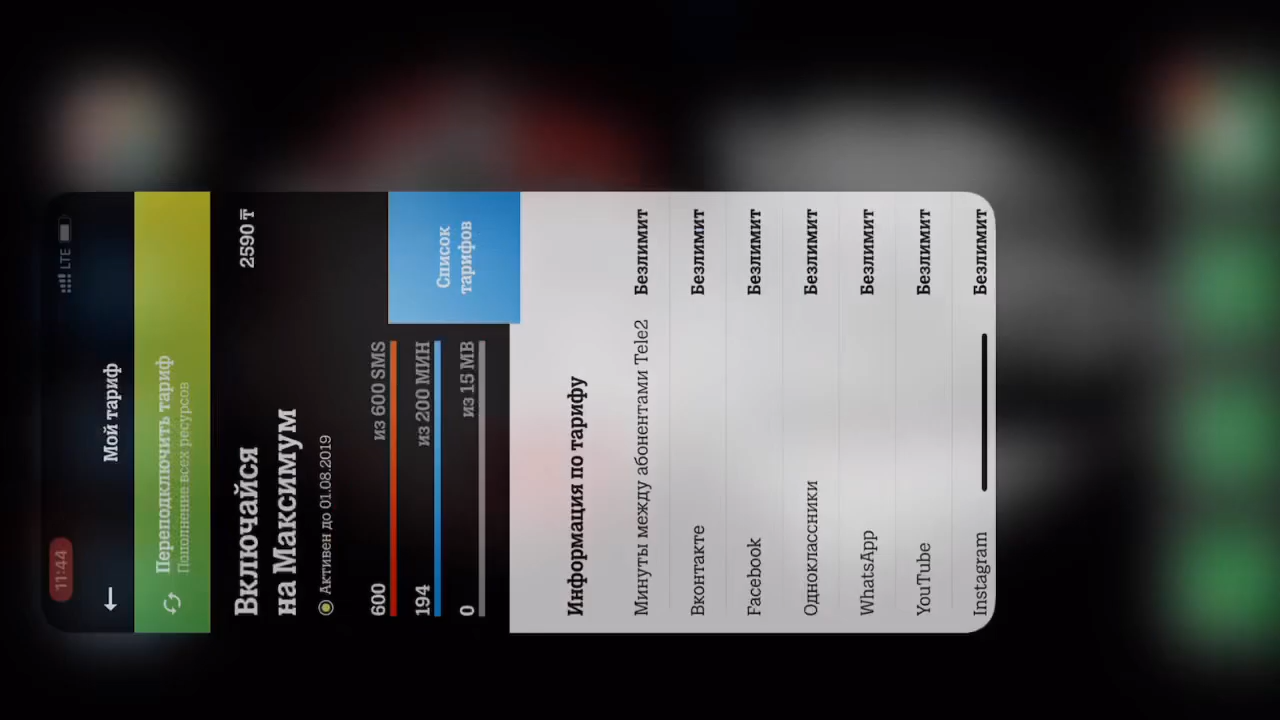 11:44
LTE
Мой тариф
Переподключить тариф
Пополнение всех ресурсов
Включайся
на Максимум
2590 ₸
Активен до 01.08.2019
600 из 600 SMS
194 из 200 МИН
0 из 15 MB
Список
тарифов
Информация по тарифу
Минуты между абонентами Tele2 Безлимит
Вконтакте Безлимит
Facebook Безлимит
Одноклассники Безлимит
WhatsApp Безлимит
YouTube Безлимит
Instagram Безлимит